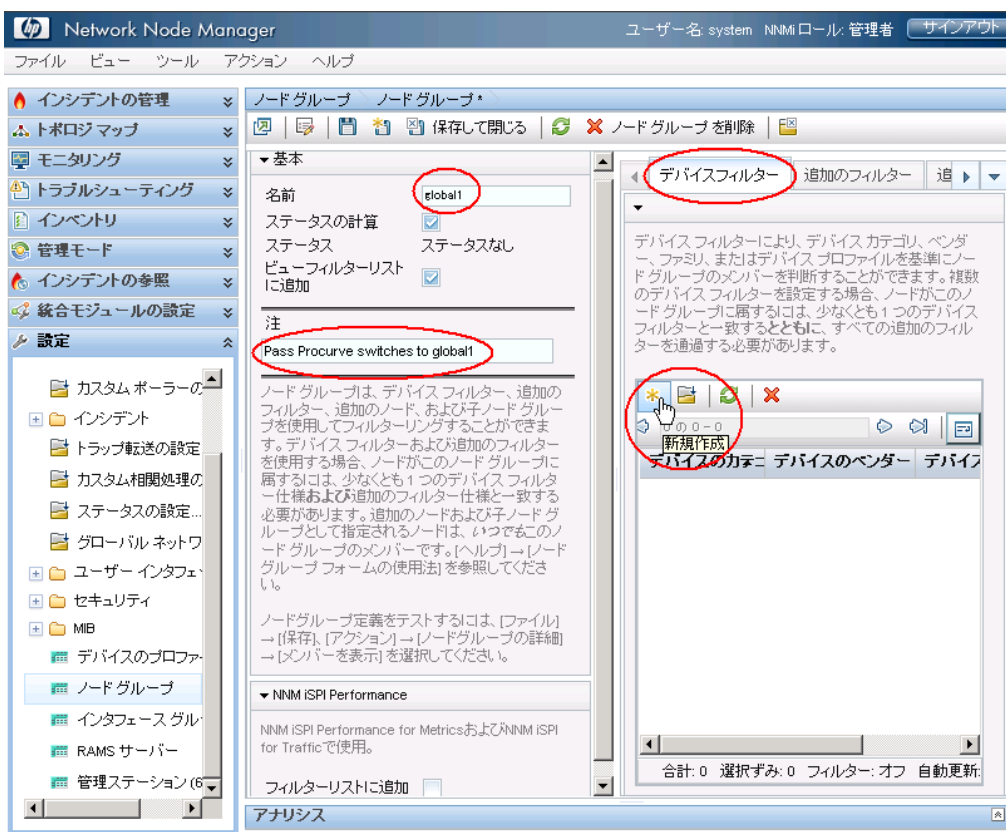 hp Network Node Manager
ユーザー名: system NNMiロール: 管理者 サインアウト
ファイル ビュー ツール アクション ヘルプ
インシデントの管理
トポロジ マップ
モニタリング
トラブルシューティング
インベントリ
管理モード
インシデントの参照
統合モジュールの設定
設定
カスタム ポーラーの
インシデント
トラップ転送の設定
カスタム相関処理の
ステータスの設定...
グローバル ネットワ
ユーザー インタフェ
セキュリティ
MIB
デバイスのプロファ
ノード グループ
インタフェース グル
RAMS サーバー
管理ステーション (6
ノード グループ ノード グループ *
保存して閉じる ノード グループ を削除
基本
名前 global1
ステータスの計算
ステータス ステータスなし
ビューフィルターリスト
に追加
注
Pass Procurve switches to global1
ノード グループは、デバイス フィルター、追加の
フィルター、追加のノード、および子ノード グルー
プを使用してフィルターリングすることができま
す。デバイス フィルターおよび追加のフィルター
を使用する場合、ノードがこのノード グループに
属するには、少なくとも 1 つのデバイス フィルタ
ー仕様および追加のフィルター仕様と一致する
必要があります。追加のノードおよび子ノード グ
ループとして指定されるノードは、いつでもこのノ
ード グループのメンバーです。[ヘルプ]→[ノード
グループ フォームの使用法] を参照してくださ
い。
ノードグループ定義をテストするには、[ファイル]
→[保存]、[アクション]→[ノードグループの詳細]
→[メンバーを表示] を選択してください。
NNM iSPI Performance
NNM iSPI Performance for MetricsおよびNNM iSPI
for Trafficで使用。
フィルターリストに追加
デバイスフィルター 追加のフィルター 追
デバイス フィルターにより、デバイス カテゴリ、ベンダ
ー、ファミリ、またはデバイス プロファイルを基準にノー
ド グループのメンバーを判断することができます。複数
のデバイス フィルターを設定する場合、ノードがこのノ
ード グループに属するには、少なくとも 1 つのデバイス
フィルターと一致するとともに、すべての追加のフィル
ターを通過する必要があります。
0 の 0 - 0
新規作成
デバイスのカテゴ デバイスのベンダー デバイス
合計: 0 選択ずみ: 0 フィルター: オフ 自動更新:
アナリシス